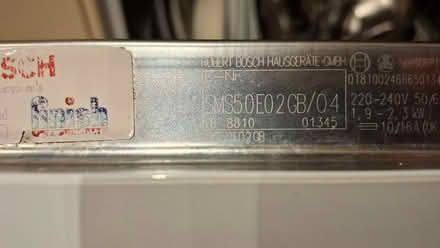 OSCH
finish
ROBERT BOSCH HAUSGERÄTE GMBH
E-NR
SMS50E02GB/04
FD 8810 01345
220-240V 50/
1,9-2,3 kW
10/16A